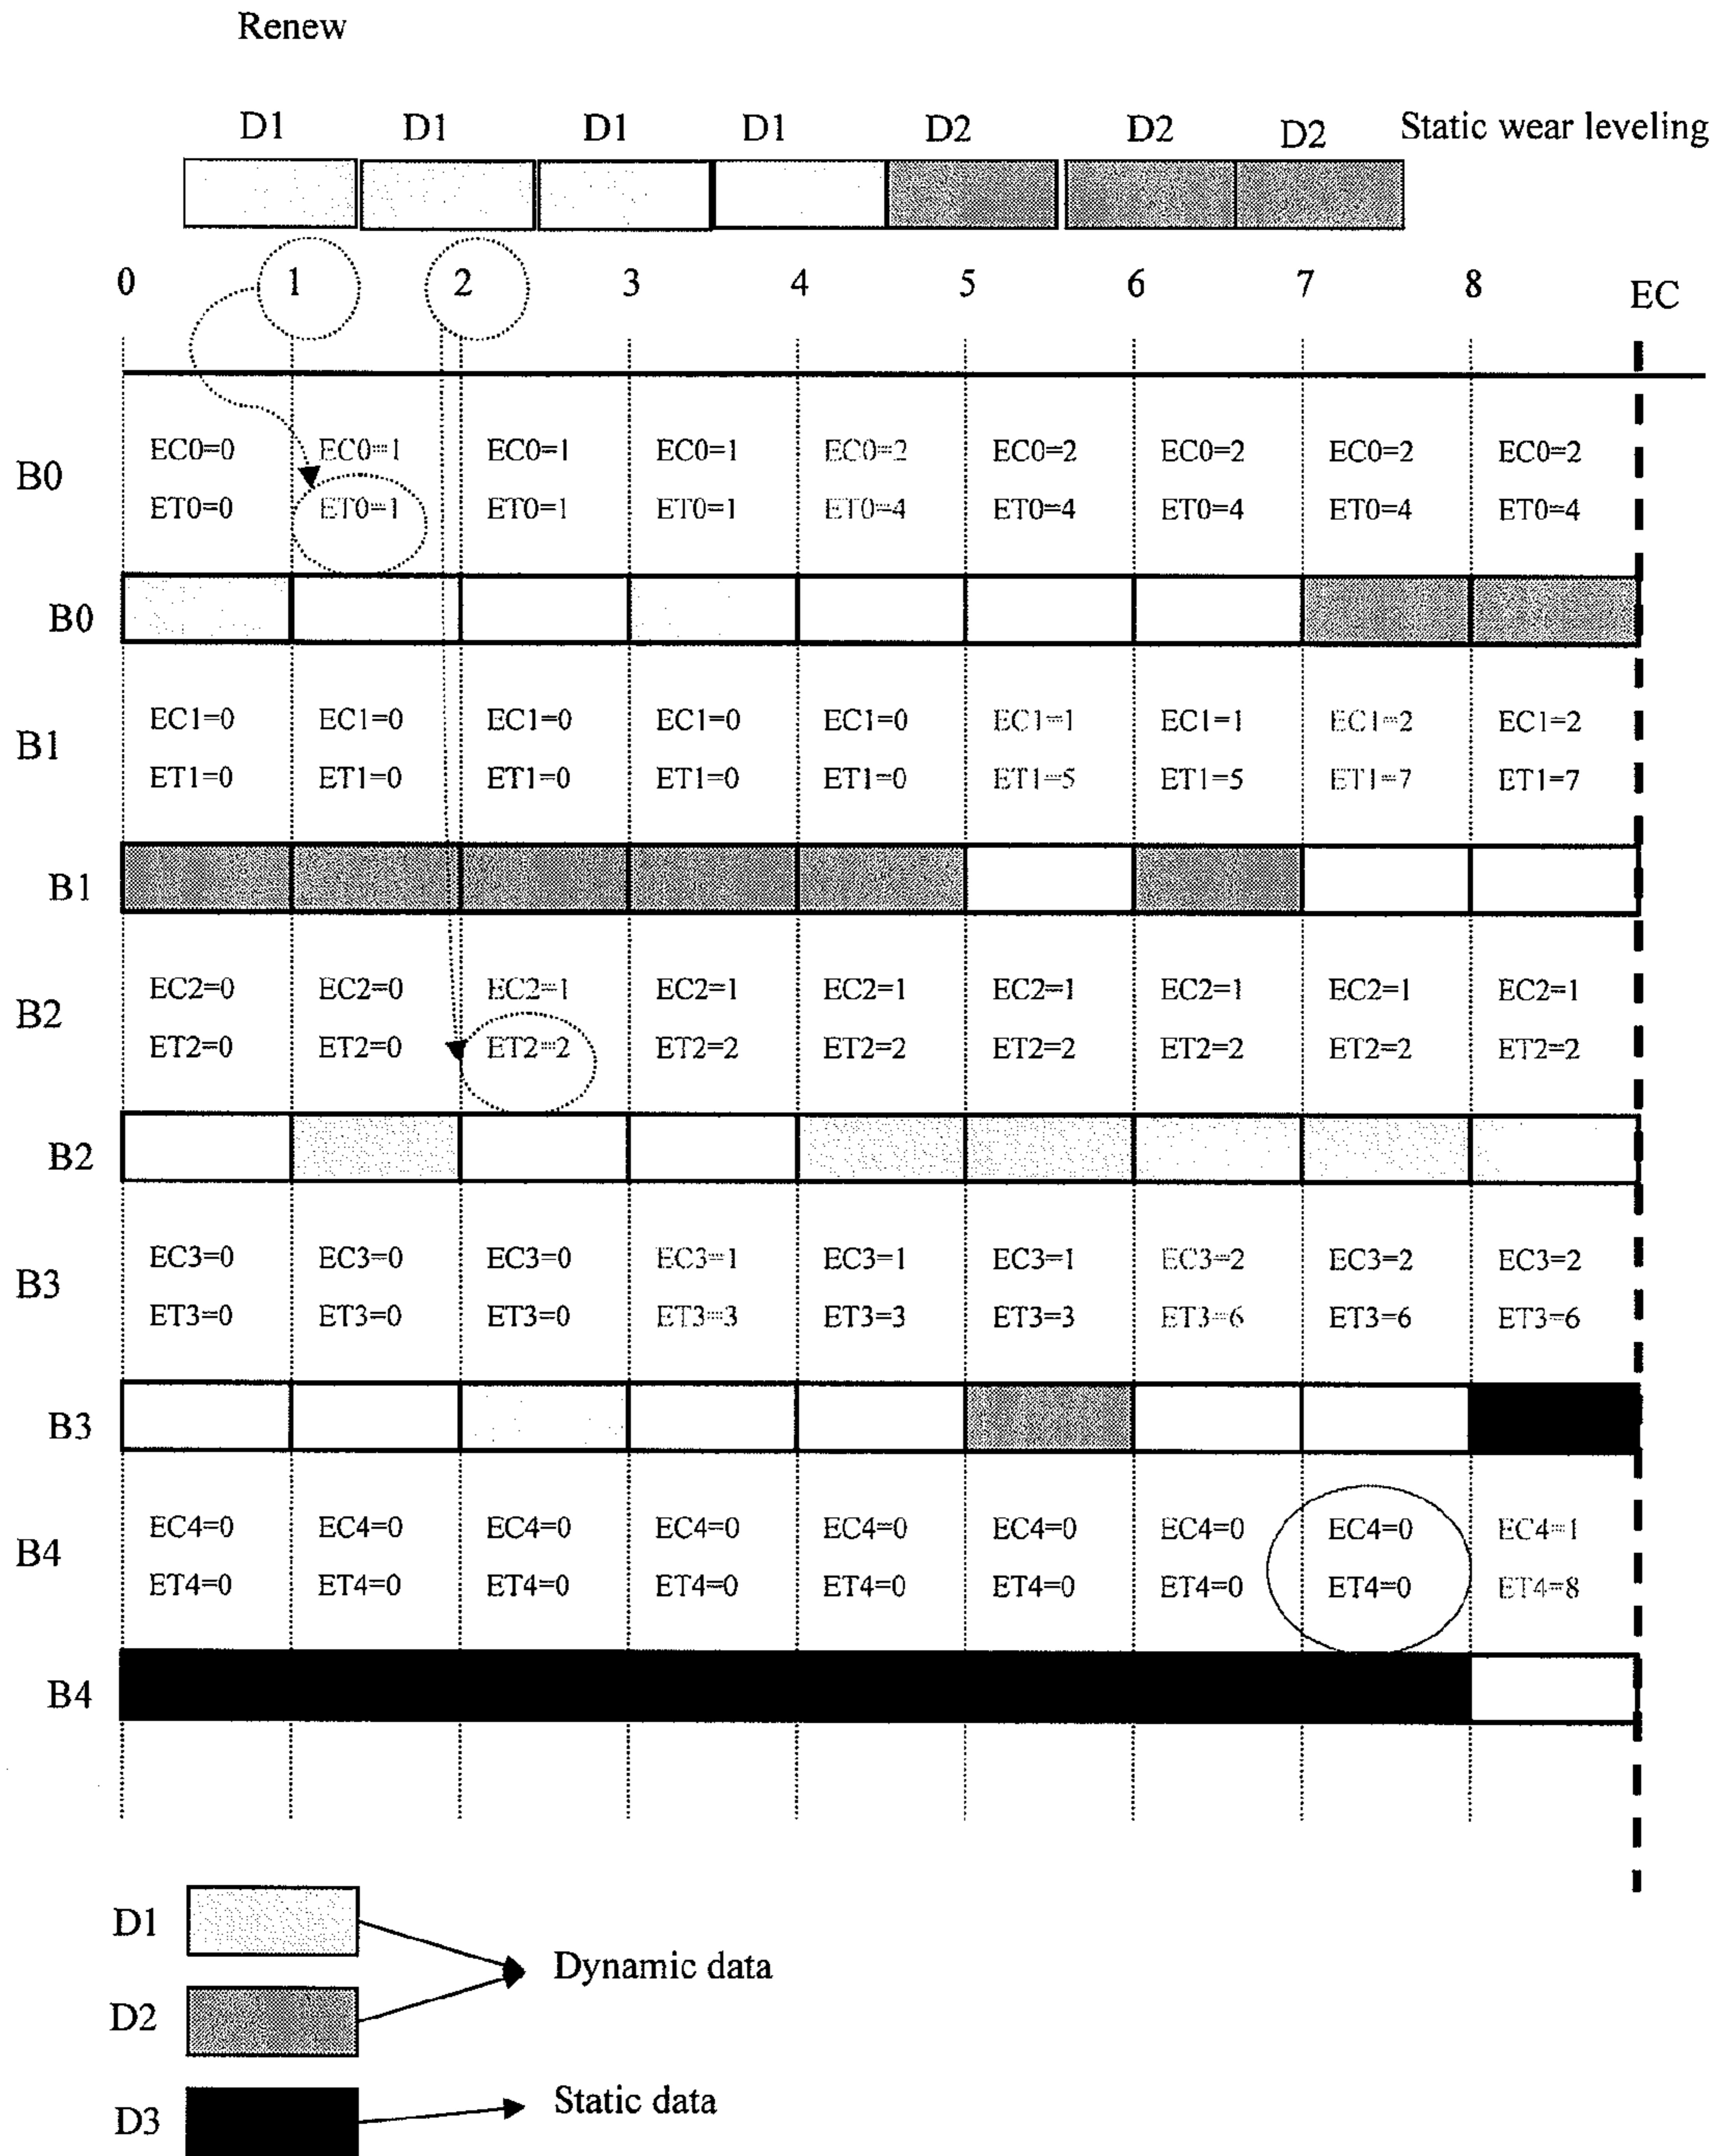 Renew
D1 D1 D1 D1 D2 D2 D2 Static wear leveling
0 1 2 3 4 5 6 7 8 EC
B0
EC0=0 EC0=1 EC0=1 EC0=1 EC0=2 EC0=2 EC0=2 EC0=2 EC0=2
ET0=0 ET0=1 ET0=1 ET0=1 ET0=4 ET0=4 ET0=4 ET0=4 ET0=4
B0
B1
EC1=0 EC1=0 EC1=0 EC1=0 EC1=0 EC1=1 EC1=1 EC1=2 EC1=2
ET1=0 ET1=0 ET1=0 ET1=0 ET1=0 ET1=5 ET1=5 ET1=7 ET1=7
B1
B2
EC2=0 EC2=0 EC2=1 EC2=1 EC2=1 EC2=1 EC2=1 EC2=1 EC2=1
ET2=0 ET2=0 ET2=2 ET2=2 ET2=2 ET2=2 ET2=2 ET2=2 ET2=2
B2
B3
EC3=0 EC3=0 EC3=0 EC3=1 EC3=1 EC3=1 EC3=2 EC3=2 EC3=2
ET3=0 ET3=0 ET3=0 ET3=3 ET3=3 ET3=3 ET3=6 ET3=6 ET3=6
B3
B4
EC4=0 EC4=0 EC4=0 EC4=0 EC4=0 EC4=0 EC4=0 EC4=0 EC4=1
ET4=0 ET4=0 ET4=0 ET4=0 ET4=0 ET4=0 ET4=0 ET4=0 ET4=8
B4
D1
Dynamic data
D2
Static data
D3